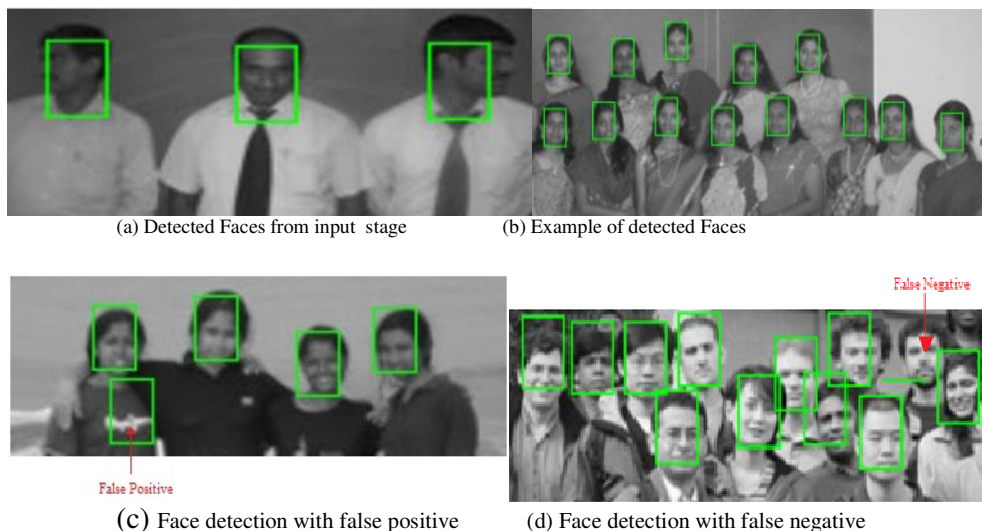 (a) Detected Faces from input stage
(b) Example of detected Faces
False Negative
False Positive
(c) Face detection with false positive
(d) Face detection with false negative